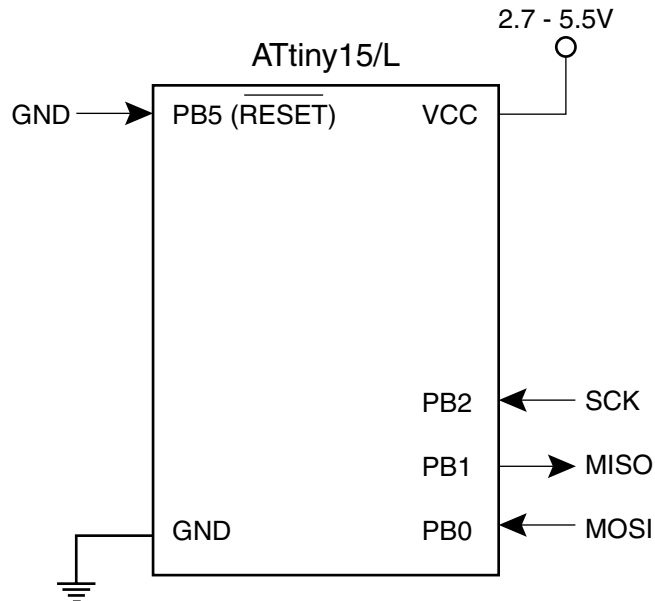 2.7 - 5.5V
ATtiny15/L
GND PB5 (RESET) VCC
PB2 SCK
PB1 MISO
GND PB0 MOSI